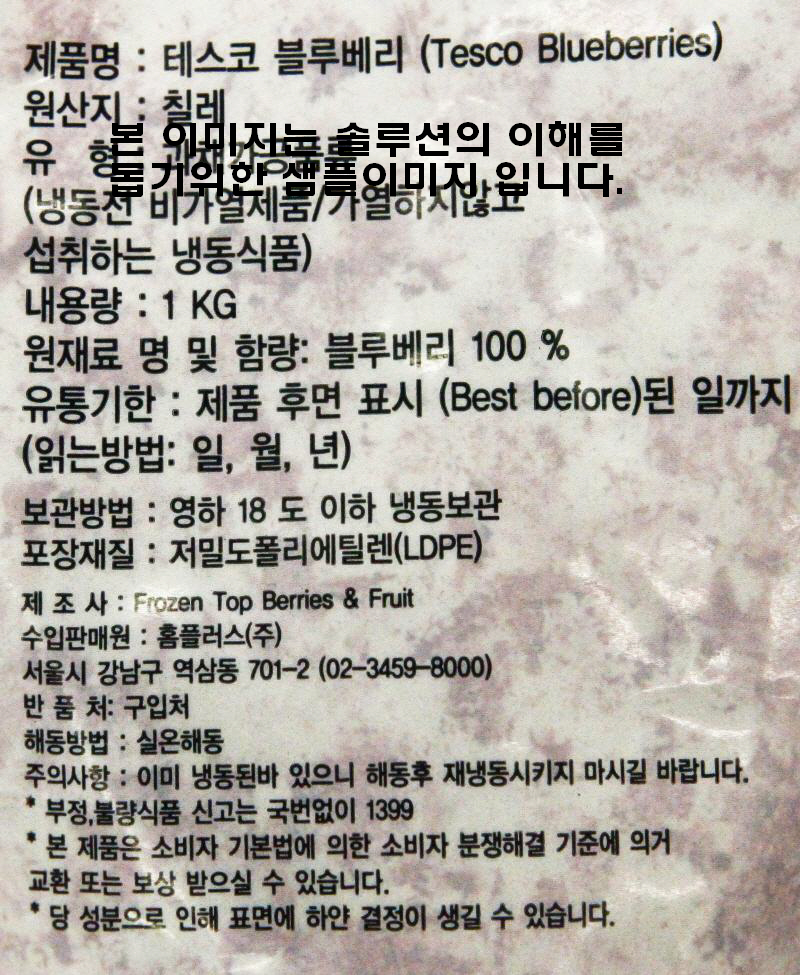 제품명 : 테스코 블루베리 (Tesco Blueberries)
원산지 : 칠레
본 이미지는 솔루션의 이해를
유 형 : 과채가공품류
돕기위한 샘플이미지 입니다.
(냉동전 비가열제품/가열하지않고
섭취하는 냉동식품)
내용량 : 1 KG
원재료 명 및 함량: 블루베리 100 %
유통기한 : 제품 후면 표시 (Best before)된 일까지
(읽는방법: 일, 월, 년)
보관방법 : 영하 18 도 이하 냉동보관
포장재질 : 저밀도폴리에틸렌(LDPE)
제 조 사 : Frozen Top Berries & Fruit
수입판매원 : 홈플러스(주)
서울시 강남구 역삼동 701-2 (02-3459-8000)
반 품 처: 구입처
해동방법 : 실온해동
주의사항 : 이미 냉동된바 있으니 해동후 재냉동시키지 마시길 바랍니다.
* 부정,불량식품 신고는 국번없이 1399
* 본 제품은 소비자 기본법에 의한 소비자 분쟁해결 기준에 의거
교환 또는 보상 받으실 수 있습니다.
* 당 성분으로 인해 표면에 하얀 결정이 생길 수 있습니다.